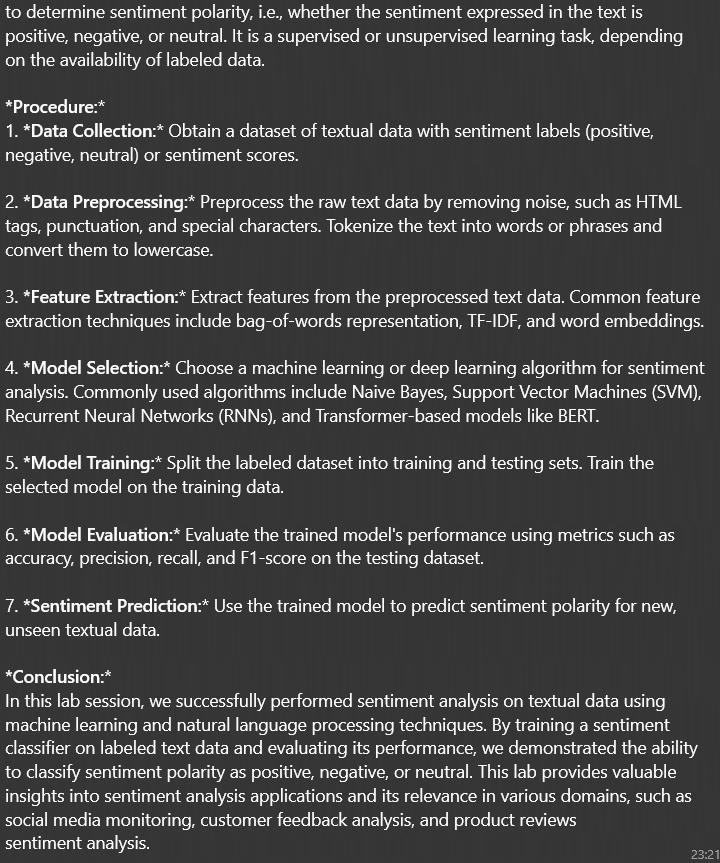 to determine sentiment polarity, i.e., whether the sentiment expressed in the text is
positive, negative, or neutral. It is a supervised or unsupervised learning task, depending
on the availability of labeled data.
*Procedure:*
1. *Data Collection:* Obtain a dataset of textual data with sentiment labels (positive,
negative, neutral) or sentiment scores.
2. *Data Preprocessing:* Preprocess the raw text data by removing noise, such as HTML
tags, punctuation, and special characters. Tokenize the text into words or phrases and
convert them to lowercase.
3. *Feature Extraction:* Extract features from the preprocessed text data. Common feature
extraction techniques include bag-of-words representation, TF-IDF, and word embeddings.
4. *Model Selection:* Choose a machine learning or deep learning algorithm for sentiment
analysis. Commonly used algorithms include Naive Bayes, Support Vector Machines (SVM),
Recurrent Neural Networks (RNNs), and Transformer-based models like BERT.
5. *Model Training:* Split the labeled dataset into training and testing sets. Train the
selected model on the training data.
6. *Model Evaluation:* Evaluate the trained model's performance using metrics such as
accuracy, precision, recall, and F1-score on the testing dataset.
7. *Sentiment Prediction:* Use the trained model to predict sentiment polarity for new,
unseen textual data.
*Conclusion:*
In this lab session, we successfully performed sentiment analysis on textual data using
machine learning and natural language processing techniques. By training a sentiment
classifier on labeled text data and evaluating its performance, we demonstrated the ability
to classify sentiment polarity as positive, negative, or neutral. This lab provides valuable
insights into sentiment analysis applications and its relevance in various domains, such as
social media monitoring, customer feedback analysis, and product reviews
sentiment analysis.
23:21